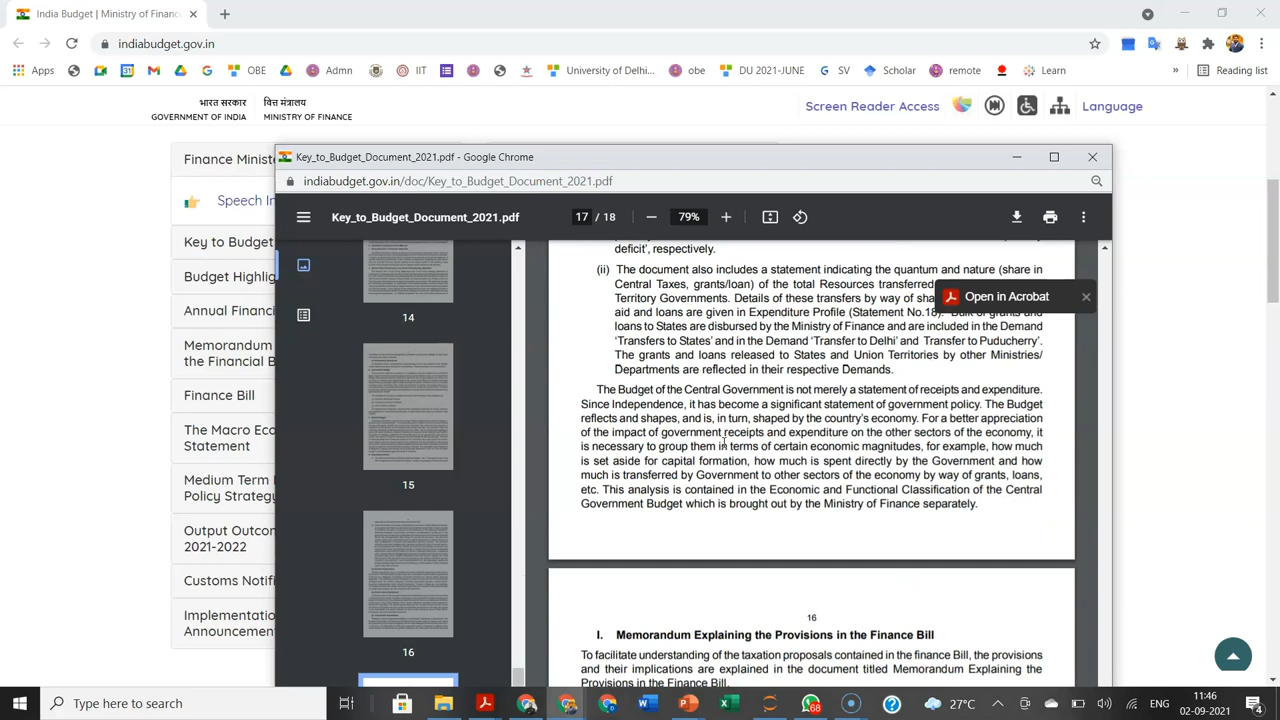 India Budget | Ministry of Financ
indiabudget.gov.in
Apps
OBE
Admn
IIT
University of Delhi...
obe
DU 2021-JUNE
SV
Scholar
remote
Learn
»
Reading list
भारत सरकार
GOVERNMENT OF INDIA
वित्त मंत्रालय
MINISTRY OF FINANCE
Screen Reader Access
Language
Finance Ministe
Speech In
Key to Budget
Budget Highlig
Annual Financi
Memorandum
the Financial B
Finance Bill
The Macro Eco
Statement
Medium Term
Policy Strategy
Output Outcom
2021-2022
Customs Notifi
Implementatio
Announcement
Key_to_Budget_Document_2021.pdf - Google Chrome
indiabudget.gov.in/doc/Key_to_Budget_Document_2021.pdf
Key_to_Budget_Document_2021.pdf
17 / 18
79%
14
15
16
Open in Acrobat
deficit', respectively.
(ii) The document also includes a statement indicating the quantum and nature (share in
Central Taxes, grants/loan) of the total Resources transferred
Territory Governments. Details of these transfers by way of sha
aid and loans are given in Expenditure Profile (Statement No.18). Bulk of grants and
loans to States are disbursed by the Ministry of Finance and are included in the Demand
'Transfers to States' and in the Demand 'Transfer to Delhi' and Transfer to Puducherry'.
The grants and loans released to States and Union Territories by other Ministries/
Departments are reflected in their respective Demands.
The Budget of the Central Government is not merely a statement of receipts and expenditure.
Since Independence, it has become a significant statement of government policy. The Budget
reflects and shapes, and is, in turn, shaped by the country's economy. For a better appreciation
of the impact of government receipts and expenditure on the other sectors of the economy, it
is necessary to group them in terms of certain economic magnitudes, for example, how much
is set aside for capital formation, how much is spent directly by the Government and how
much is transferred by Government to other sectors of the economy by way of grants, loans,
etc. This analysis is contained in the Economic and Functional Classification of the Central
Government Budget which is brought out by the Ministry of Finance separately.
16
I. Memorandum Explaining the Provisions in the Finance Bill
To facilitate understanding of the taxation proposals contained in the finance Bill, the provisions
and their implications are explained in the document titled Memorandum Explaining the
Provisions in the Finance Bill.
Type here to search
68
27°C
ENG
11:46
02-09-2021
4